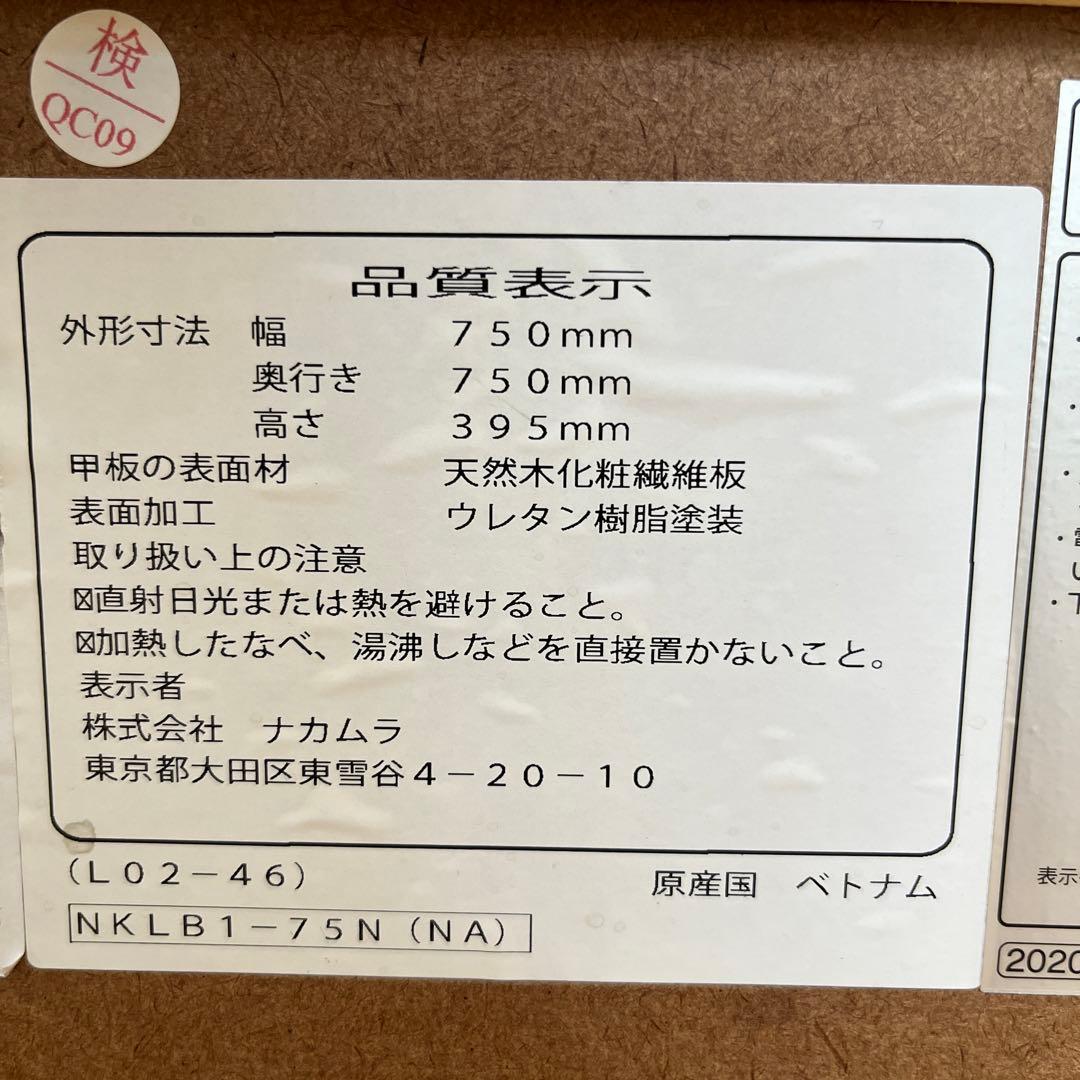 検
QC09
品質表示
外形寸法 幅 750mm
奥行き 750mm
高さ 395mm
甲板の表面材 天然木化粧繊維板
表面加工 ウレタン樹脂塗装
取り扱い上の注意
☒直射日光または熱を避けること。
☒加熱したなべ、湯沸しなどを直接置かないこと。
表示者
株式会社 ナカムラ
東京都大田区東雪谷4-20-10
(L02-46) 原産国 ベトナム
NKLB1-75N(NA)
表示
2020